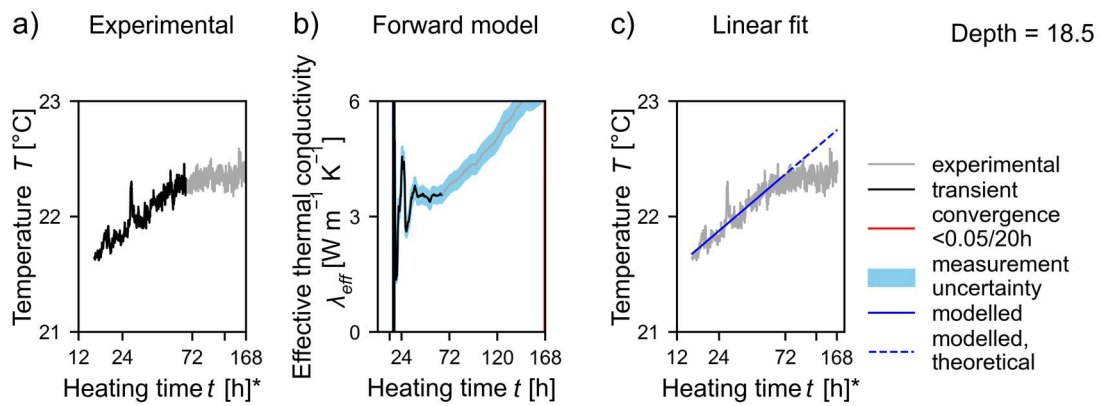 a) Experimental
b) Forward model
c) Linear fit
Depth = 18.5
Temperature T [°C]
23
22
21
12 24 72 168
Heating time t [h]*
Effective thermal conductivity
λeff [W m⁻¹ K⁻¹]
6
3
0
24 72 120 168
Heating time t [h]
Temperature T [°C]
23
22
21
12 24 72 168
Heating time t [h]*
experimental
transient
convergence
<0.05/20h
measurement
uncertainty
modelled
modelled,
theoretical